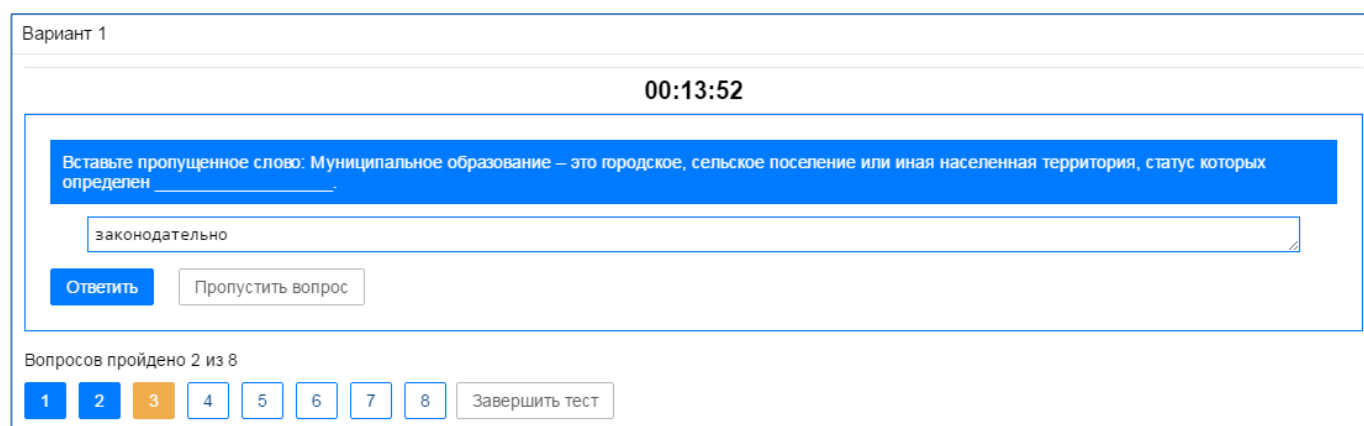 Вариант 1
00:13:52
Вставьте пропущенное слово: Муниципальное образование – это городское, сельское поселение или иная населенная территория, статус которых
определен ____________________.
законодательно
Ответить Пропустить вопрос
Вопросов пройдено 2 из 8
1 2 3 4 5 6 7 8 Завершить тест